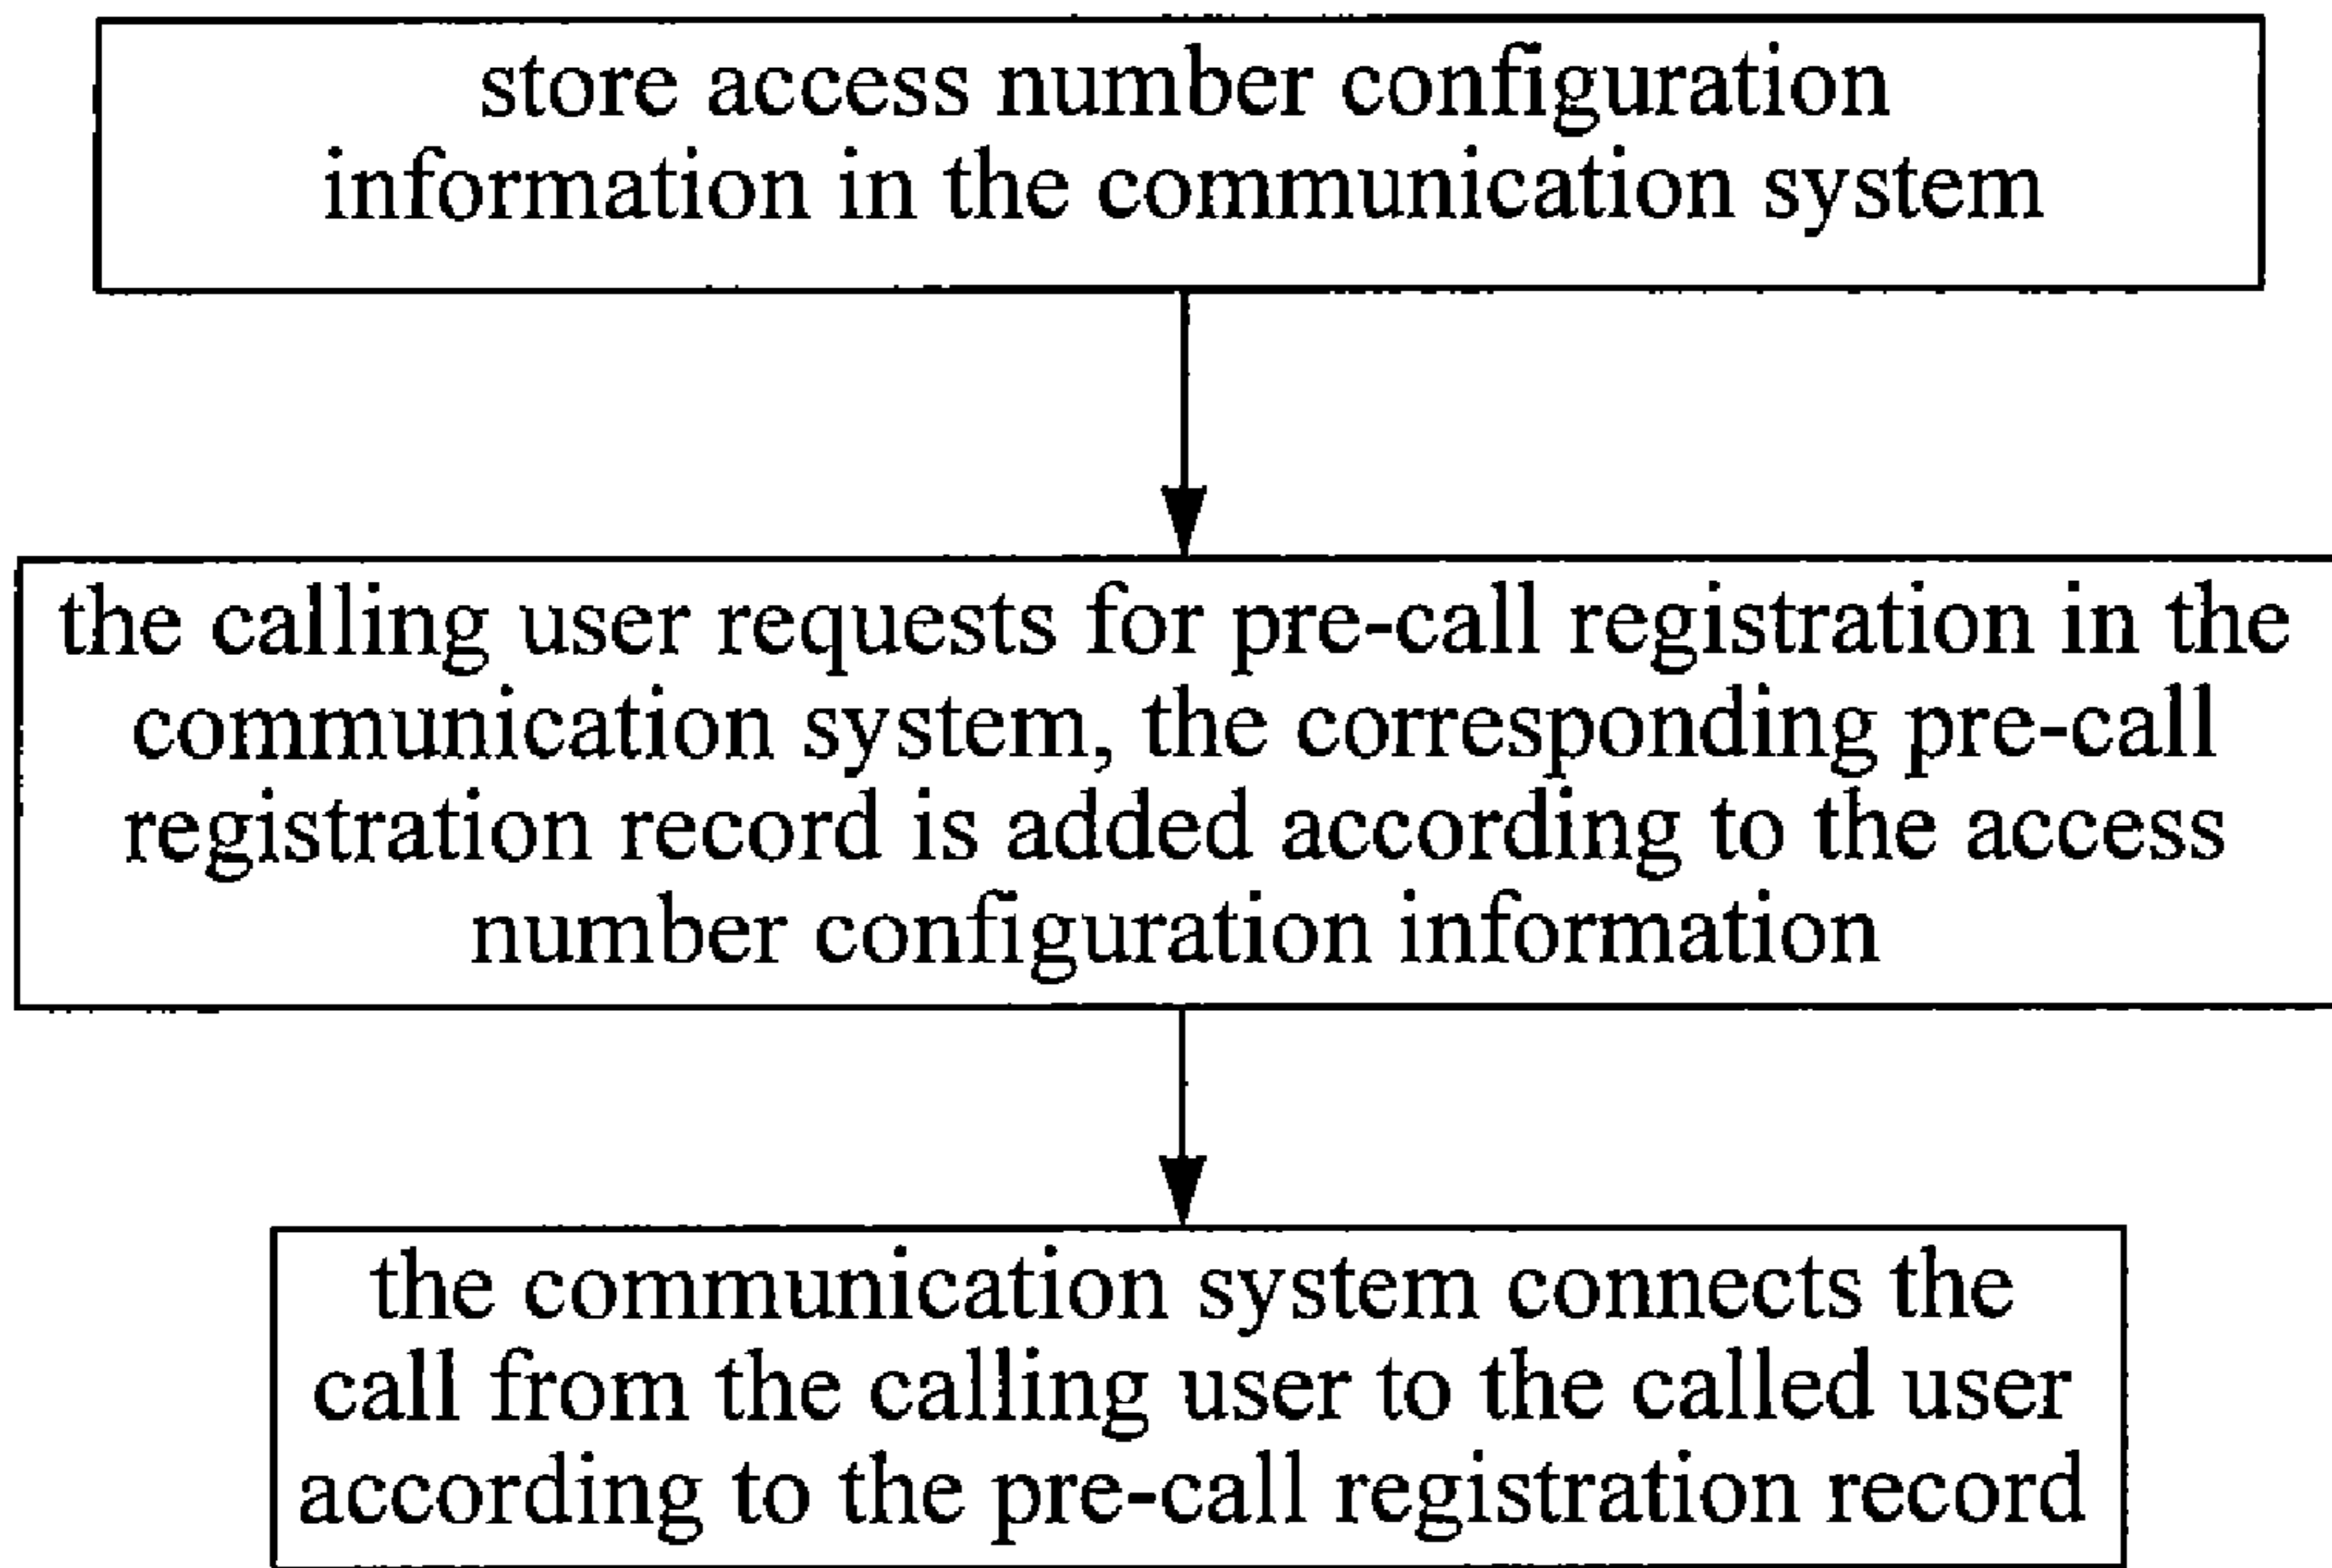 store access number configuration
information in the communication system
the calling user requests for pre-call registration in the
communication system, the corresponding pre-call
registration record is added according to the access
number configuration information
the communication system connects the
call from the calling user to the called user
according to the pre-call registration record